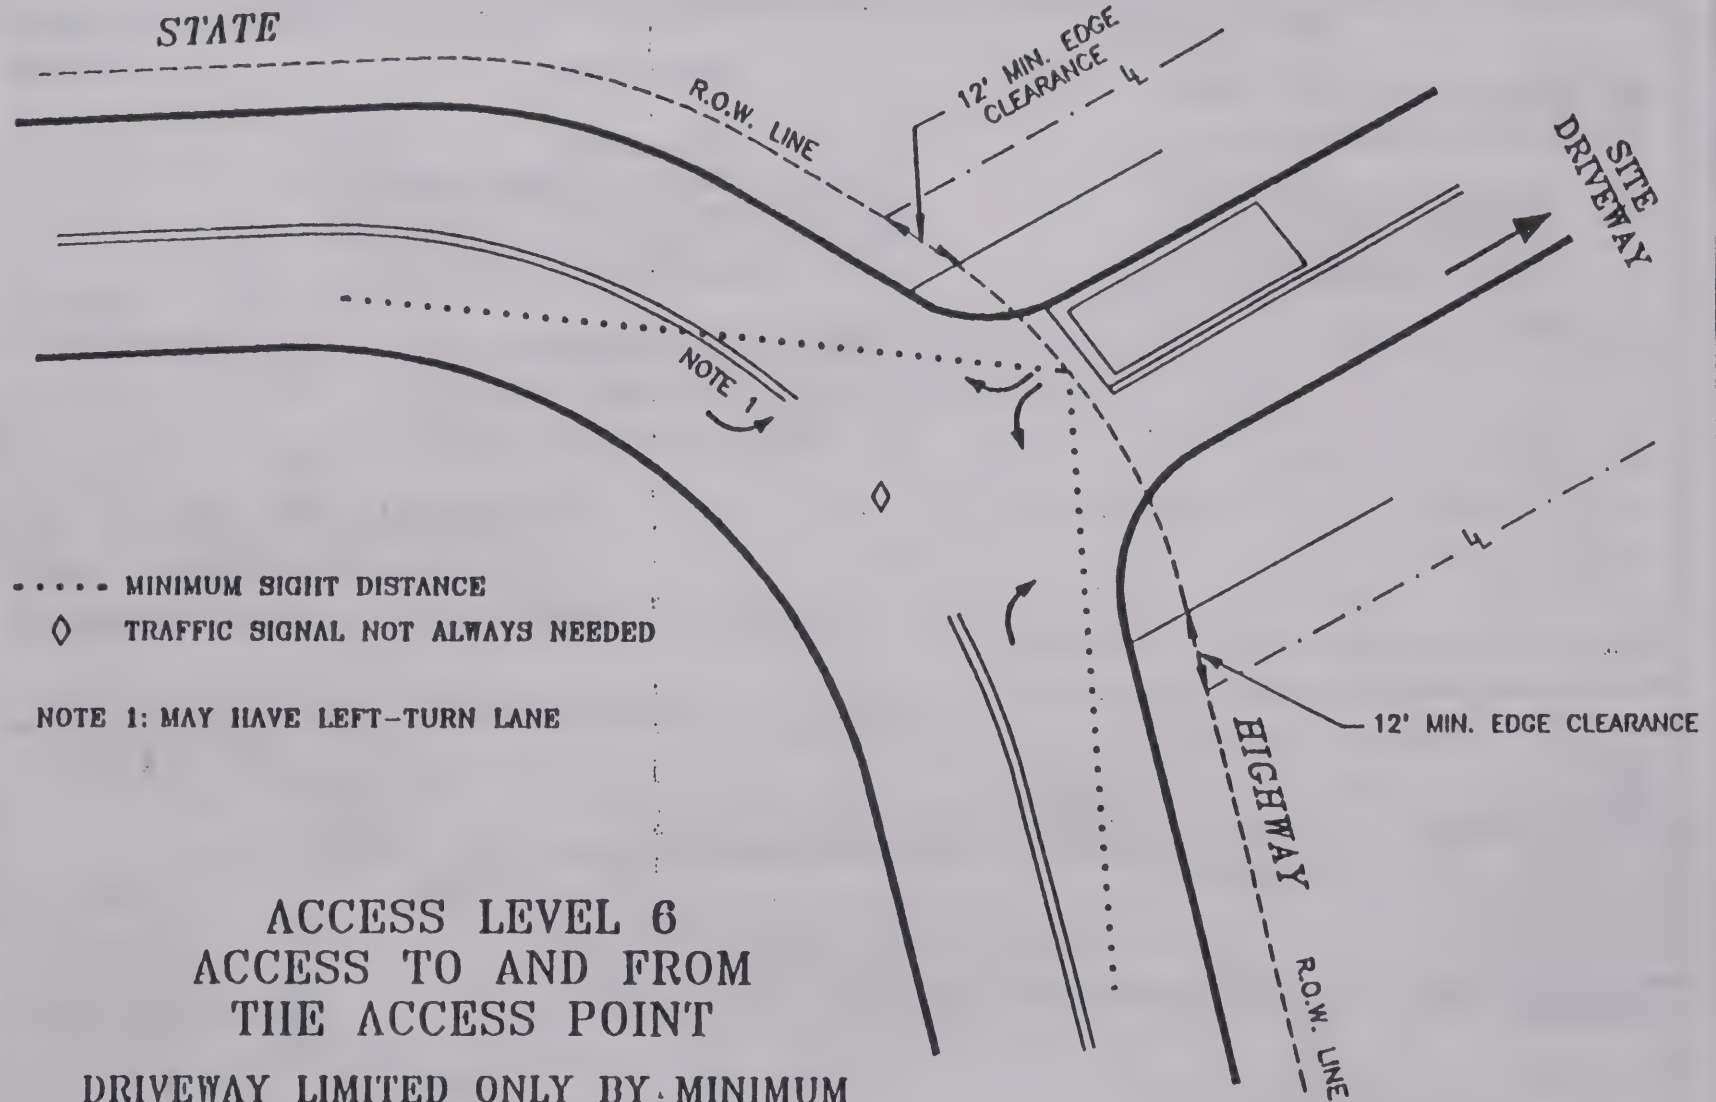 STATE
R.O.W. LINE
12' MIN. EDGE
CLEARANCE
SITE
DRIVEWAY
NOTE 1
MINIMUM SIGHT DISTANCE
TRAFFIC SIGNAL NOT ALWAYS NEEDED
NOTE 1: MAY HAVE LEFT-TURN LANE
12' MIN. EDGE CLEARANCE
HIGHWAY
R.O.W. LINE
ACCESS LEVEL 6
ACCESS TO AND FROM
THE ACCESS POINT
DRIVEWAY LIMITED ONLY BY MINIMUM